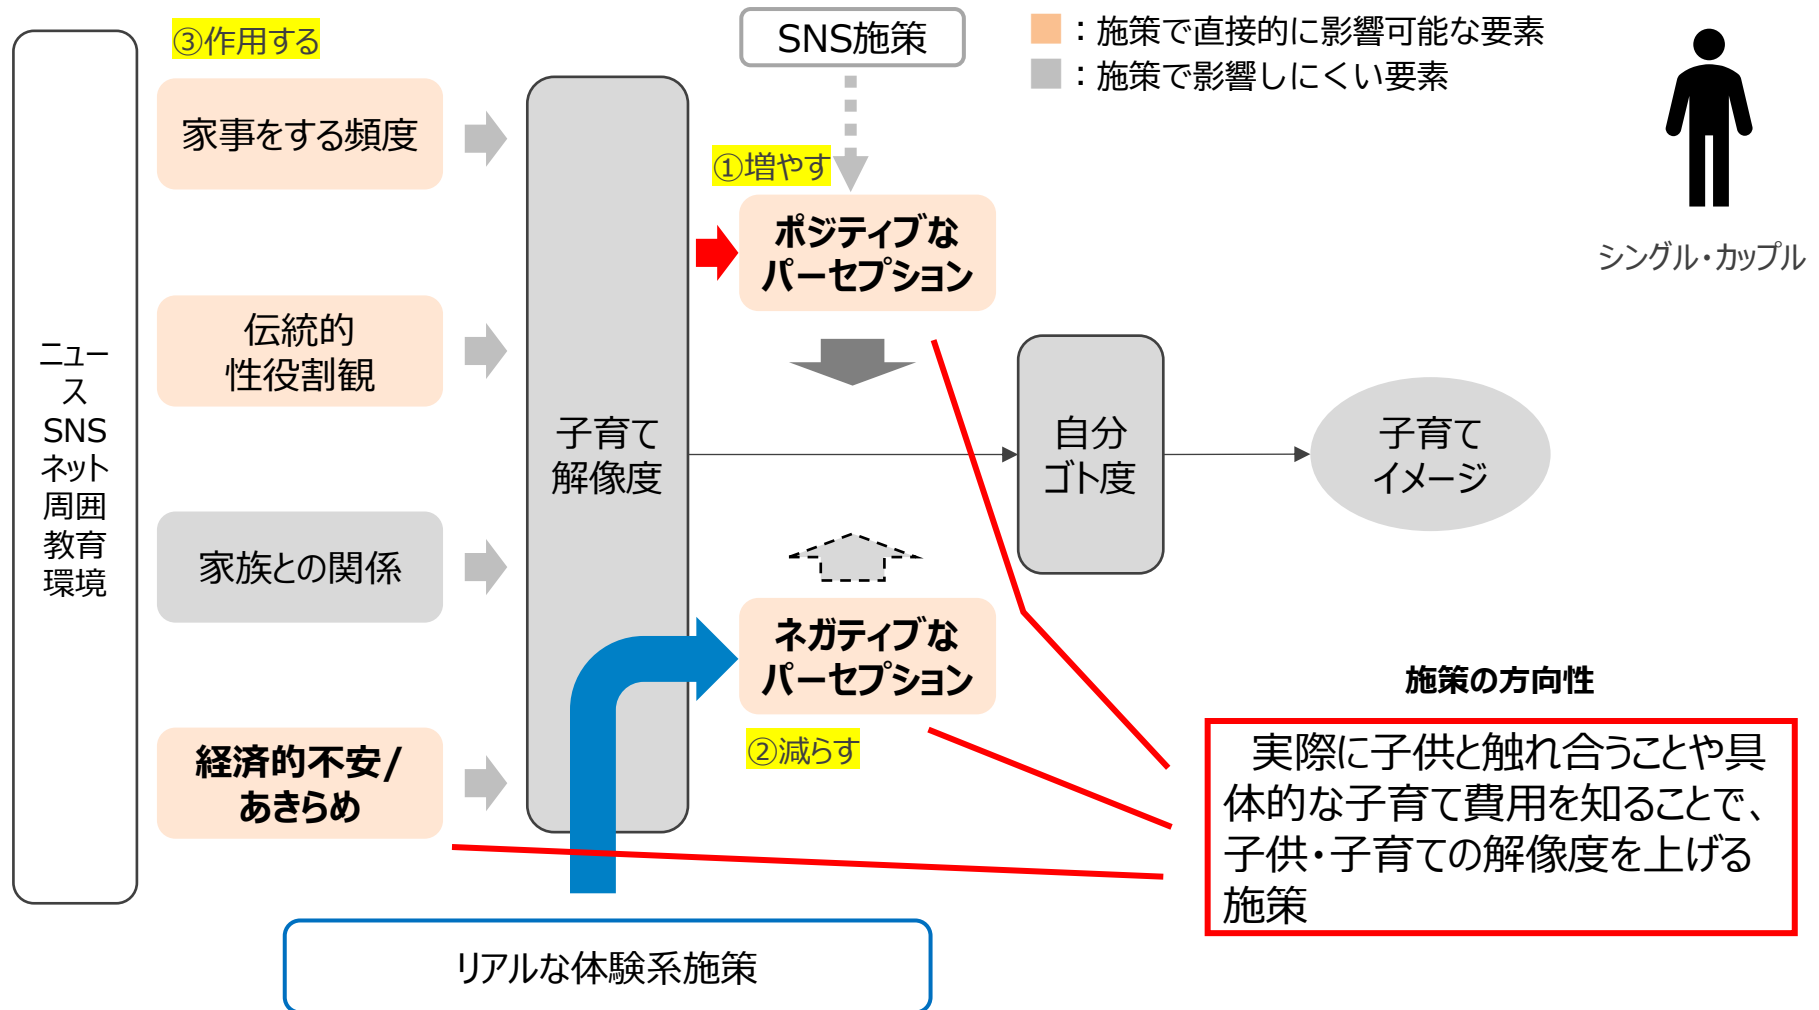 ③作用する
SNS施策
：施策で直接的に影響可能な要素
：施策で影響しにくい要素
シングル・カップル
ニュー
ス
SNS
ネット
周囲
教育
環境
家事をする頻度
伝統的
性役割観
家族との関係
経済的不安/
あきらめ
子育て
解像度
①増やす
ポジティブな
パーセプション
ネガティブな
パーセプション
②減らす
自分
ゴト度
子育て
イメージ
施策の方向性
実際に子供と触れ合うことや具
体的な子育て費用を知ることで、
子供・子育ての解像度を上げる
施策
リアルな体験系施策